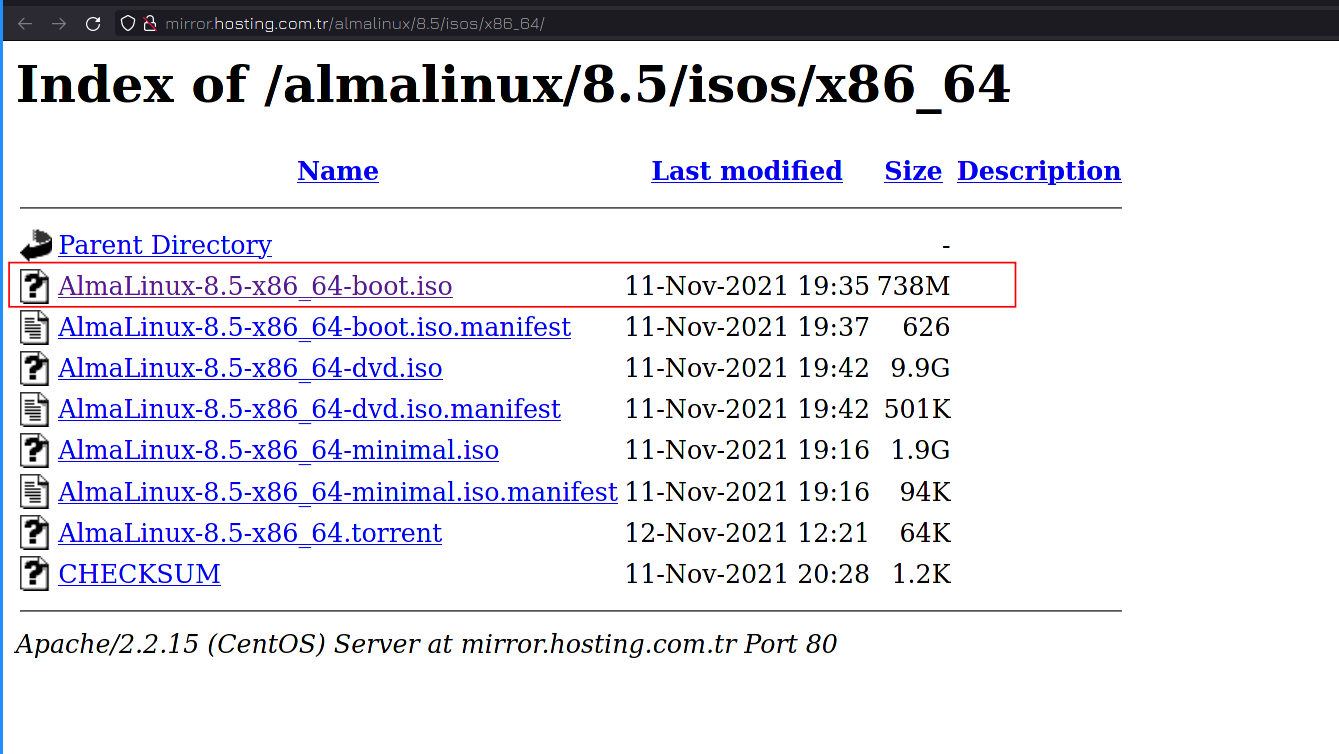 mirror.hosting.com.tr/almalinux/8.5/isos/x86_64/
Index of /almalinux/8.5/isos/x86_64
Name Last modified Size Description
Parent Directory -
AlmaLinux-8.5-x86_64-boot.iso 11-Nov-2021 19:35 738M
AlmaLinux-8.5-x86_64-boot.iso.manifest 11-Nov-2021 19:37 626
AlmaLinux-8.5-x86_64-dvd.iso 11-Nov-2021 19:42 9.9G
AlmaLinux-8.5-x86_64-dvd.iso.manifest 11-Nov-2021 19:42 501K
AlmaLinux-8.5-x86_64-minimal.iso 11-Nov-2021 19:16 1.9G
AlmaLinux-8.5-x86_64-minimal.iso.manifest 11-Nov-2021 19:16 94K
AlmaLinux-8.5-x86_64.torrent 12-Nov-2021 12:21 64K
CHECKSUM 11-Nov-2021 20:28 1.2K
Apache/2.2.15 (CentOS) Server at mirror.hosting.com.tr Port 80